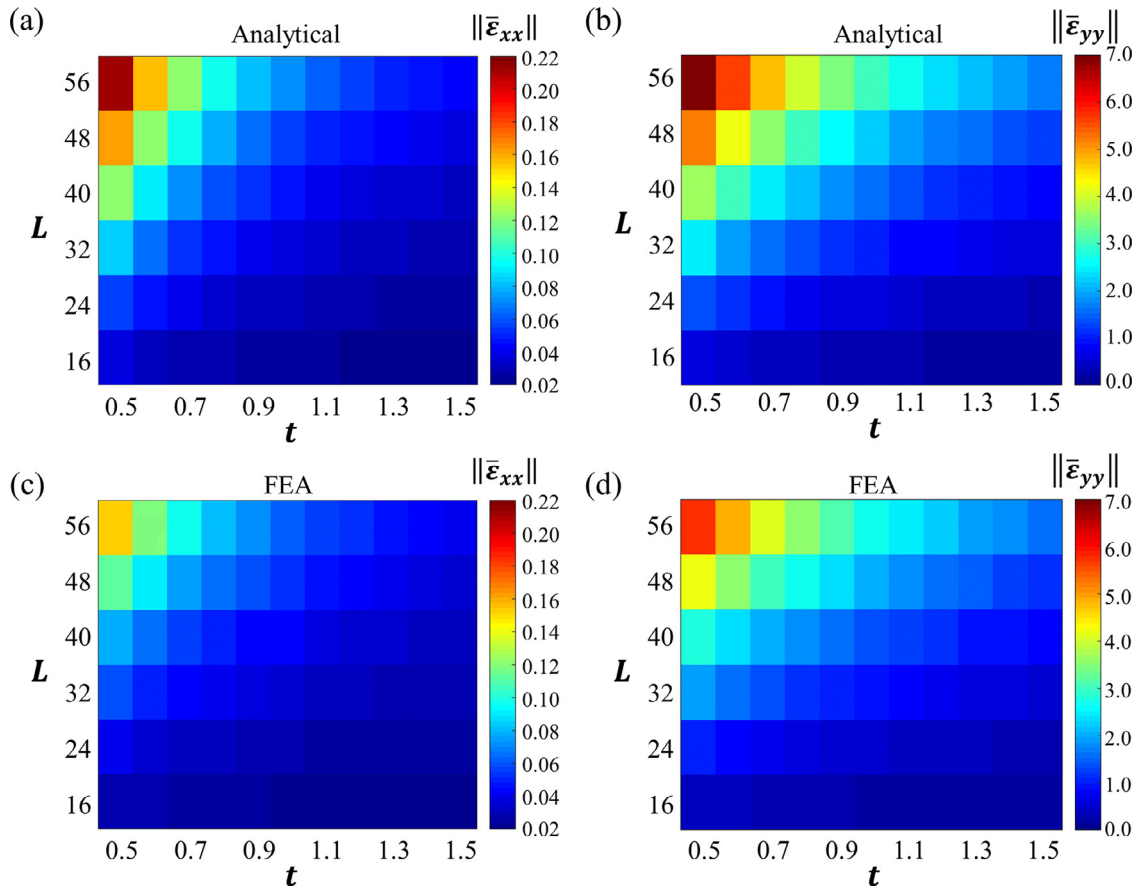 (a)
Analytical
‖ε̄xx‖
0.22
0.20
0.18
0.16
0.14
0.12
0.10
0.08
0.06
0.04
0.02
56
48
40
32
24
16
L
0.5 0.7 0.9 1.1 1.3 1.5
t
(b)
Analytical
‖ε̄yy‖
7.0
6.0
5.0
4.0
3.0
2.0
1.0
0.0
56
48
40
32
24
16
L
0.5 0.7 0.9 1.1 1.3 1.5
t
(c)
FEA
‖ε̄xx‖
0.22
0.20
0.18
0.16
0.14
0.12
0.10
0.08
0.06
0.04
0.02
56
48
40
32
24
16
L
0.5 0.7 0.9 1.1 1.3 1.5
t
(d)
FEA
‖ε̄yy‖
7.0
6.0
5.0
4.0
3.0
2.0
1.0
0.0
56
48
40
32
24
16
L
0.5 0.7 0.9 1.1 1.3 1.5
t